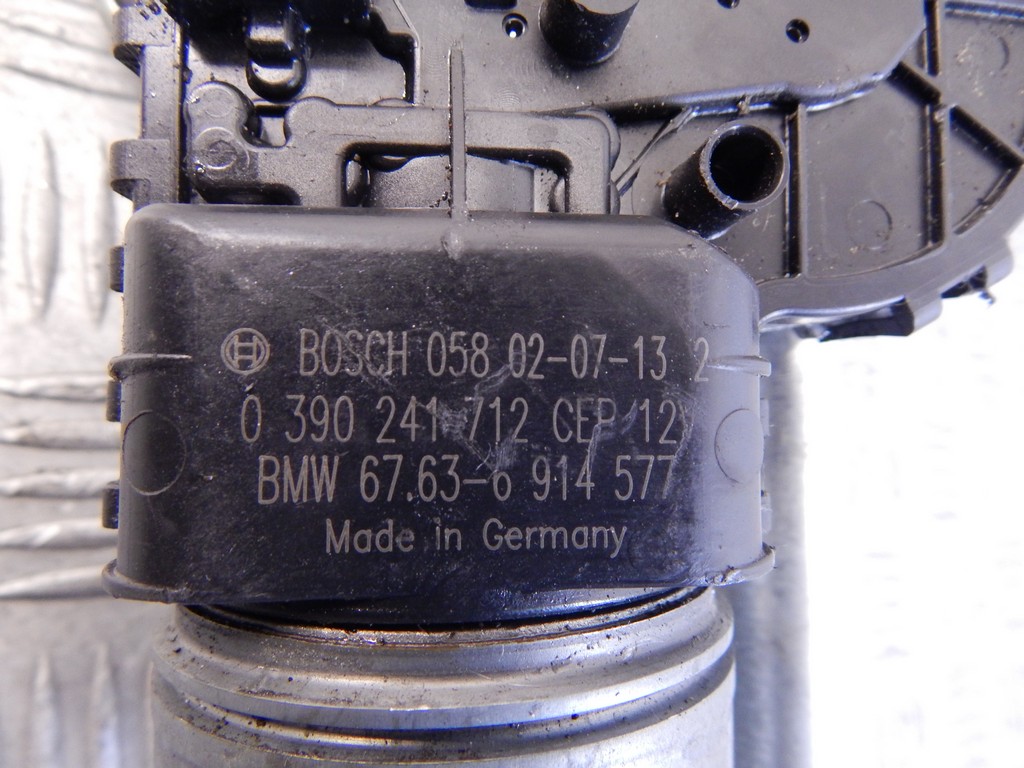 BOSCH 058 02-07-13 2
0 390 241 712 CEP 12
BMW 67.63-6 914 577
Made in Germany